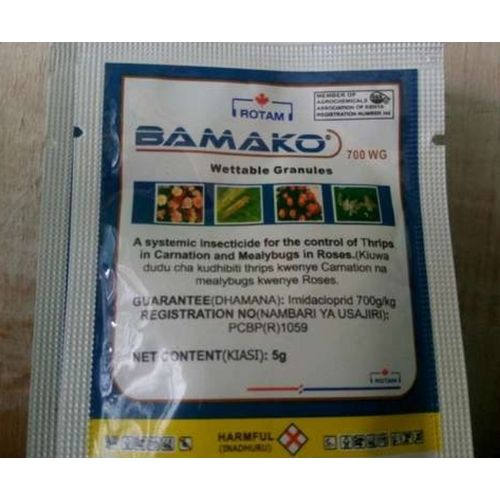 MEMBER OF
AGROCHEMICALS
ASSOCIATION OF KENYA
REGISTRATION NUMBER
ROTAM
BAMAKO®
700 WG
Wettable Granules
A systemic insecticide for the control of Thrips
in Carnation and Mealybugs in Roses.(Kiuwa
dudu cha kudhibiti thrips kwenye Carnation na
mealybugs kwenye Roses.
GUARANTEE(DHAMANA): Imidacloprid 700g/kg
REGISTRATION NO(NAMBARI YA USAJIRI):
PCBP(R)1059
NET CONTENT(KIASI): 5g
ROTAM
HARMFUL
(INADHURU)